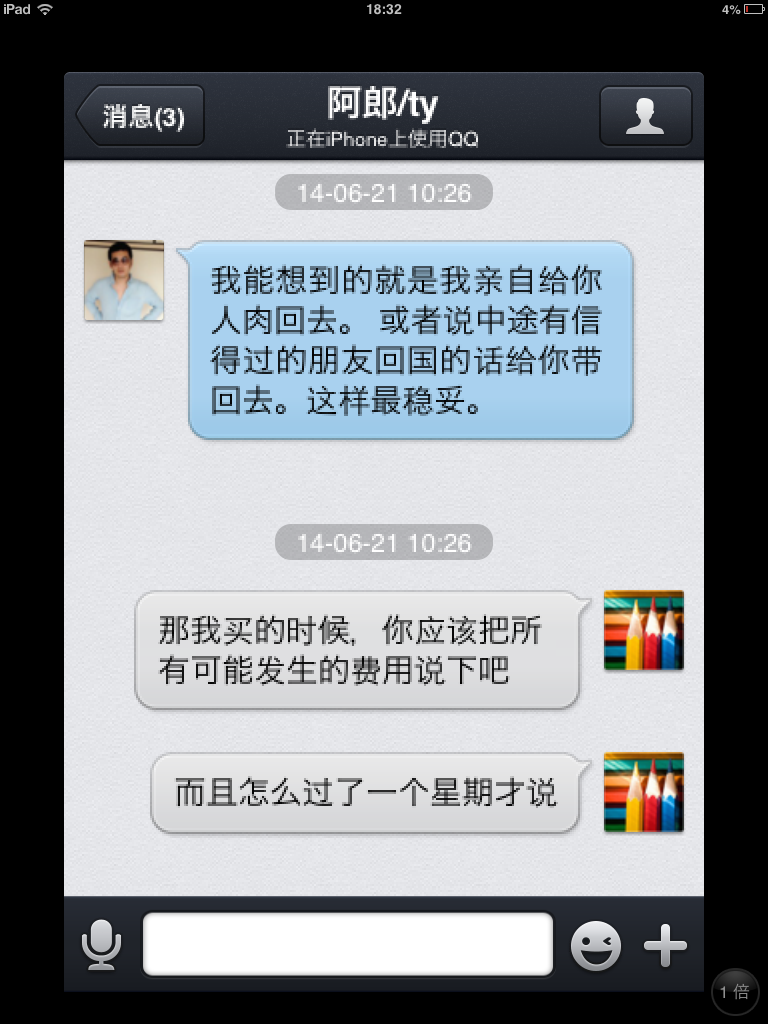 iPad 18:32 4%
消息(3)
阿郎/ty
正在iPhone上使用QQ
14-06-21 10:26
我能想到的就是我亲自给你
人肉回去。 或者说中途有信
得过的朋友回国的话给你带
回去。这样最稳妥。
14-06-21 10:26
那我买的时候，你应该把所
有可能发生的费用说下吧
而且怎么过了一个星期才说
1 倍